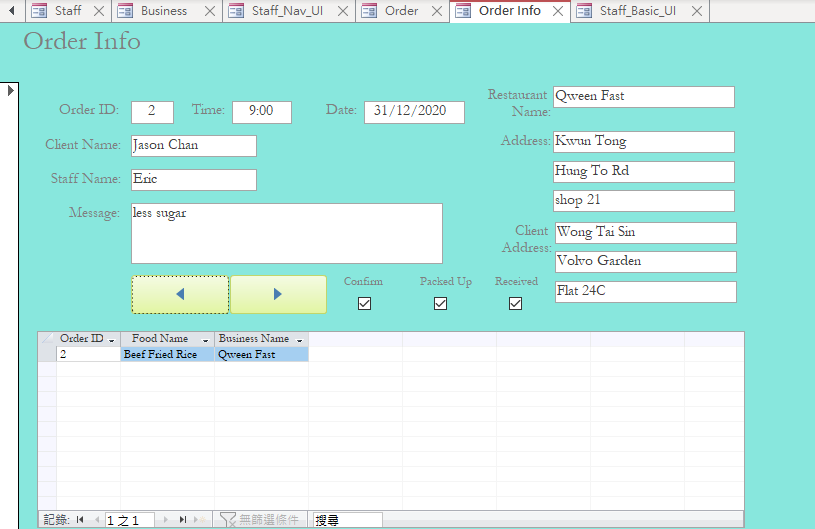 Staff
Business
Staff_Nav_UI
Order
Order Info
Staff_Basic_UI
Order Info
Order ID: 2 Time: 9:00 Date: 31/12/2020
Restaurant Name: Qween Fast
Client Name: Jason Chan
Address: Kwun Tong
Hung To Rd
shop 21
Staff Name: Eric
Message: less sugar
Client Address: Wong Tai Sin
Volvo Garden
Flat 24C
Confirm Packed Up Received
Order ID Food Name Business Name
2 Beef Fried Rice Qween Fast
記錄: 1 之 1 無篩選條件 搜尋